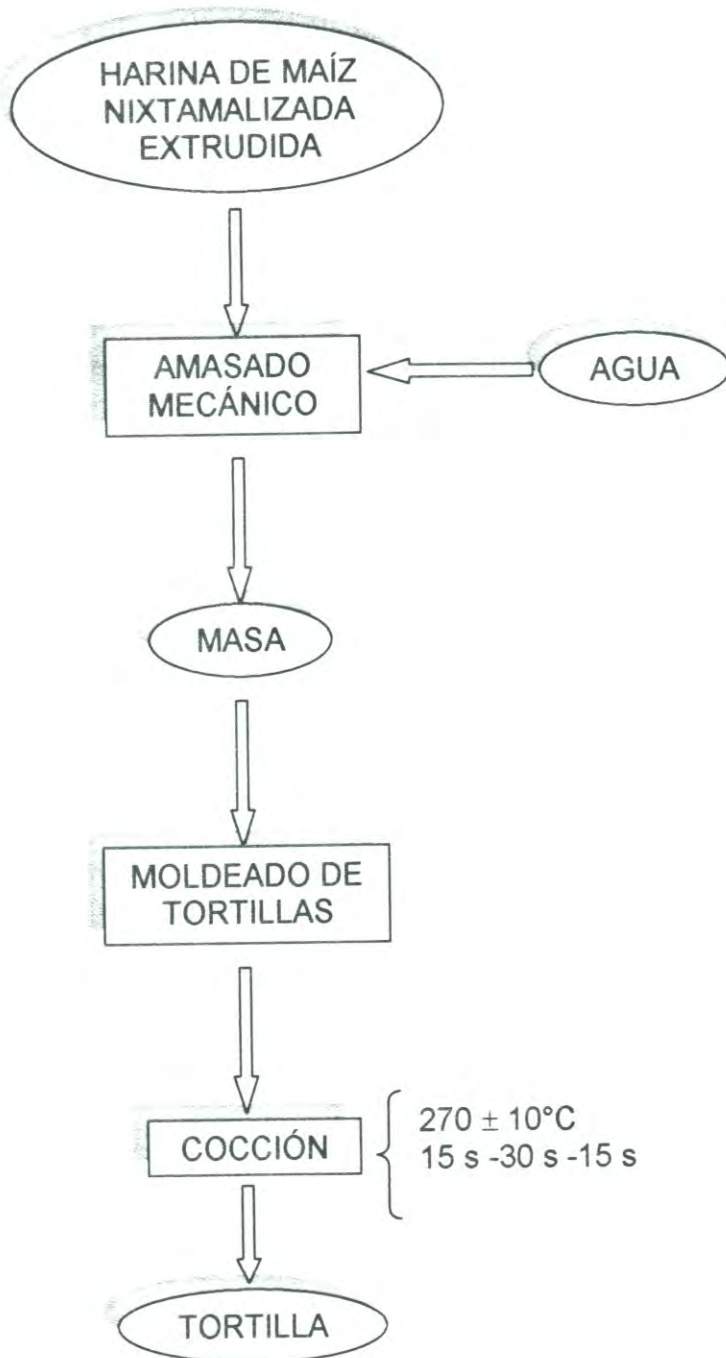 HARINA DE MAÍZ
NIXTAMALIZADA
EXTRUDIDA
AMASADO
MECÁNICO
AGUA
MASA
MOLDEADO DE
TORTILLAS
COCCIÓN
270 ± 10°C
15 s -30 s -15 s
TORTILLA